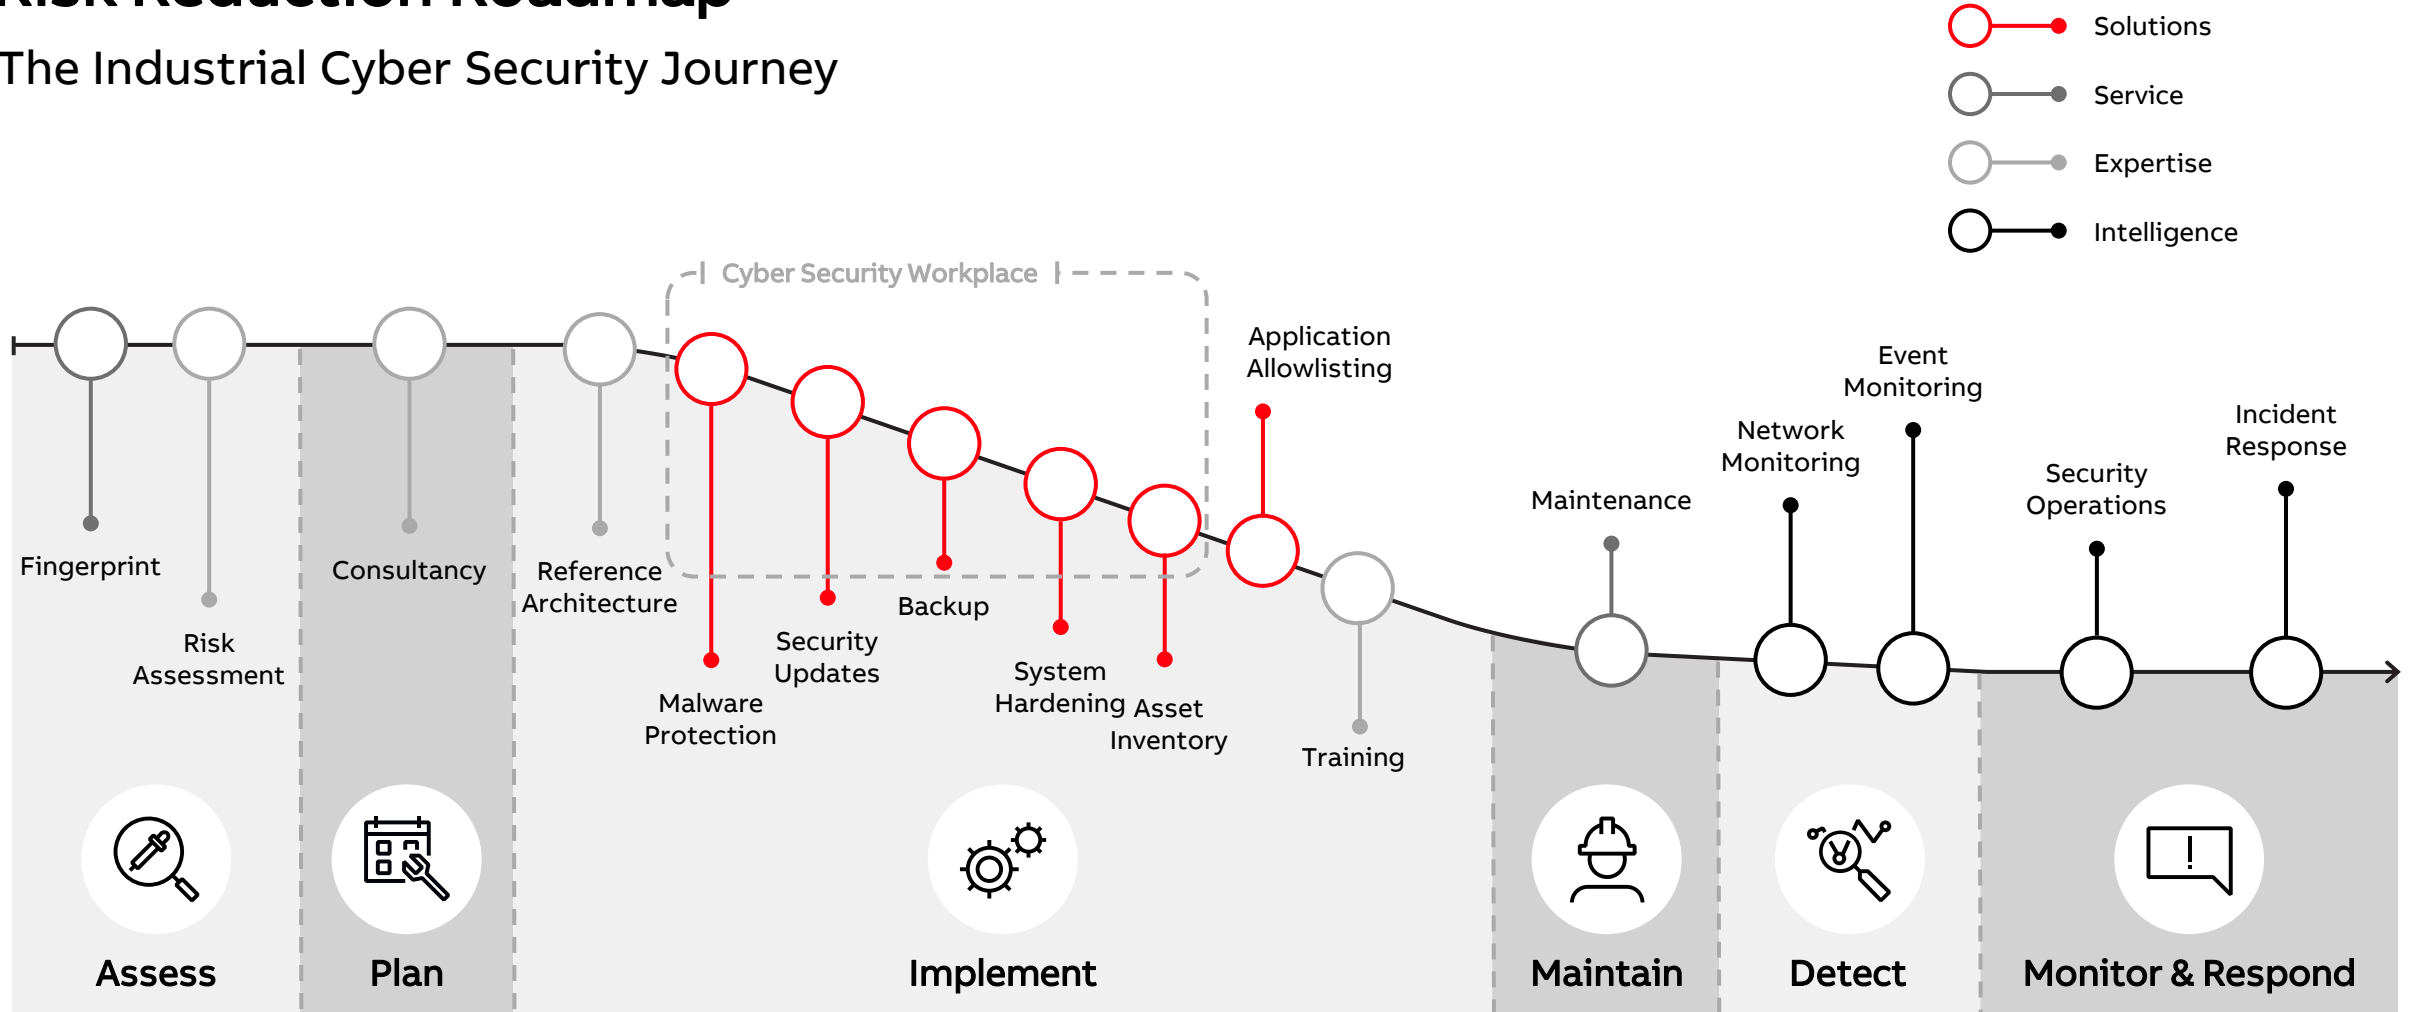 Risk Reduction Roadmap
The Industrial Cyber Security Journey
Solutions
Service
Expertise
Intelligence
Cyber Security Workplace
Fingerprint
Risk
Assessment
Consultancy
Reference
Architecture
Malware
Protection
Security
Updates
Backup
System
Hardening
Asset
Inventory
Application
Allowlisting
Training
Maintenance
Network
Monitoring
Event
Monitoring
Security
Operations
Incident
Response
!
Assess
Plan
Implement
Maintain
Detect
Monitor & Respond